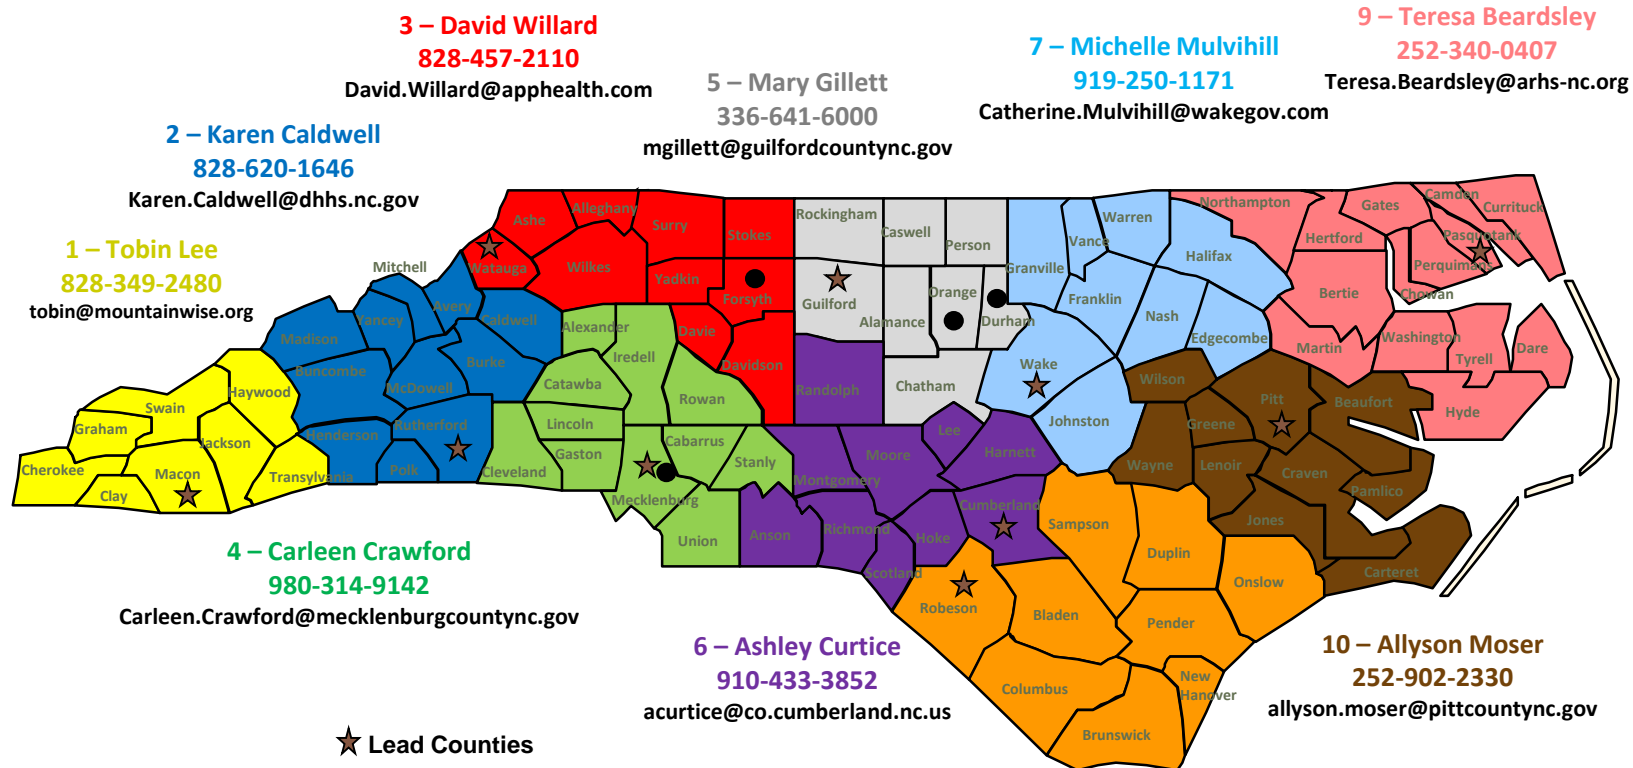 3 – David Willard
828-457-2110
David.Willard@apphealth.com
9 – Teresa Beardsley
252-340-0407
Teresa.Beardsley@arhs-nc.org
7 – Michelle Mulvihill
919-250-1171
Catherine.Mulvihill@wakegov.com
5 – Mary Gillett
336-641-6000
mgillett@guilfordcountync.gov
2 – Karen Caldwell
828-620-1646
Karen.Caldwell@dhhs.nc.gov
1 – Tobin Lee
828-349-2480
tobin@mountainwise.org
Ashe
Alleghany
Surry
Stokes
Rockingham
Caswell
Person
Granville
Vance
Warren
Northampton
Halifax
Hertford
Gates
Camden
Currituck
Pasquotank
Perquimans
Chowan
Bertie
Mitchell
Watauga
Wilkes
Yadkin
Forsyth
Guilford
Alamance
Orange
Durham
Franklin
Nash
Edgecombe
Martin
Washington
Tyrell
Dare
Madison
Yancey
Avery
Caldwell
Alexander
Davie
Davidson
Iredell
Randolph
Chatham
Wake
Wilson
Pitt
Beaufort
Hyde
Buncombe
McDowell
Burke
Catawba
Rowan
Johnston
Greene
Haywood
Swain
Graham
Jackson
Cherokee
Macon
Clay
Transylvania
Henderson
Rutherford
Polk
Cleveland
Lincoln
Gaston
Cabarrus
Stanly
Mecklenburg
Union
Montgomery
Moore
Lee
Harnett
Wayne
Lenoir
Craven
Pamlico
Jones
Carteret
Anson
Richmond
Scotland
Hoke
Cumberland
Sampson
Duplin
Onslow
Robeson
Bladen
Pender
Columbus
New
Hanover
Brunswick
4 – Carleen Crawford
980-314-9142
Carleen.Crawford@mecklenburgcountync.gov
6 – Ashley Curtice
910-433-3852
acurtice@co.cumberland.nc.us
10 – Allyson Moser
252-902-2330
allyson.moser@pittcountync.gov
Lead Counties